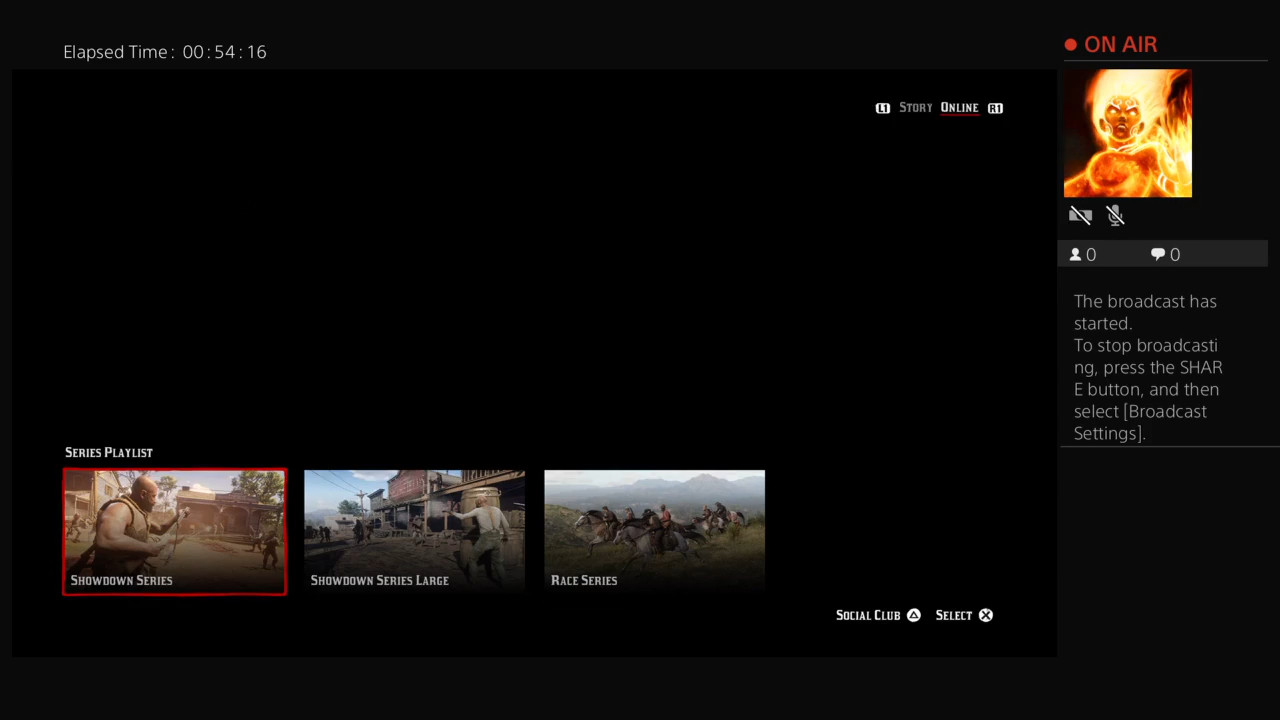 Elapsed Time: 00:54:16
ON AIR
L1 STORY ONLINE R1
0 0
The broadcast has
started.
To stop broadcasti
ng, press the SHAR
E button, and then
select [Broadcast
Settings].
SERIES PLAYLIST
SHOWDOWN SERIES
SHOWDOWN SERIES LARGE
RACE SERIES
SOCIAL CLUB SELECT